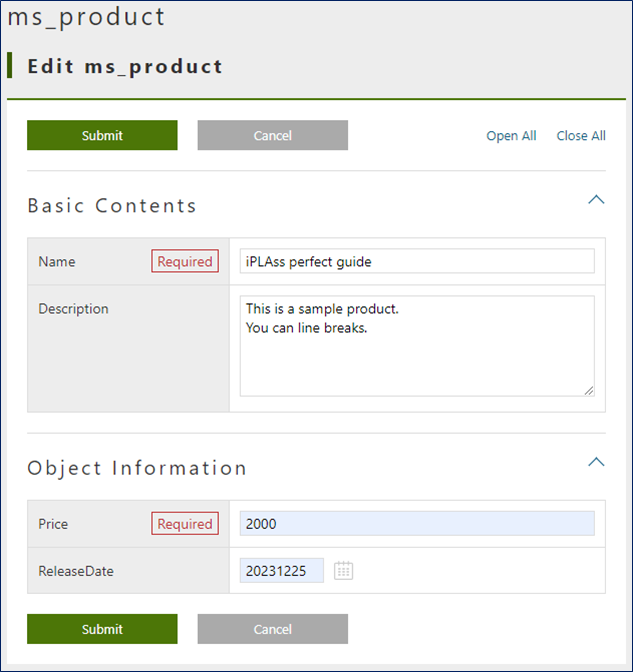 ms_product
Edit ms_product
Submit Cancel Open All Close All
Basic Contents
Name Required iPLAss perfect guide
Description This is a sample product.
You can line breaks.
Object Information
Price Required 2000
ReleaseDate 20231225
Submit Cancel